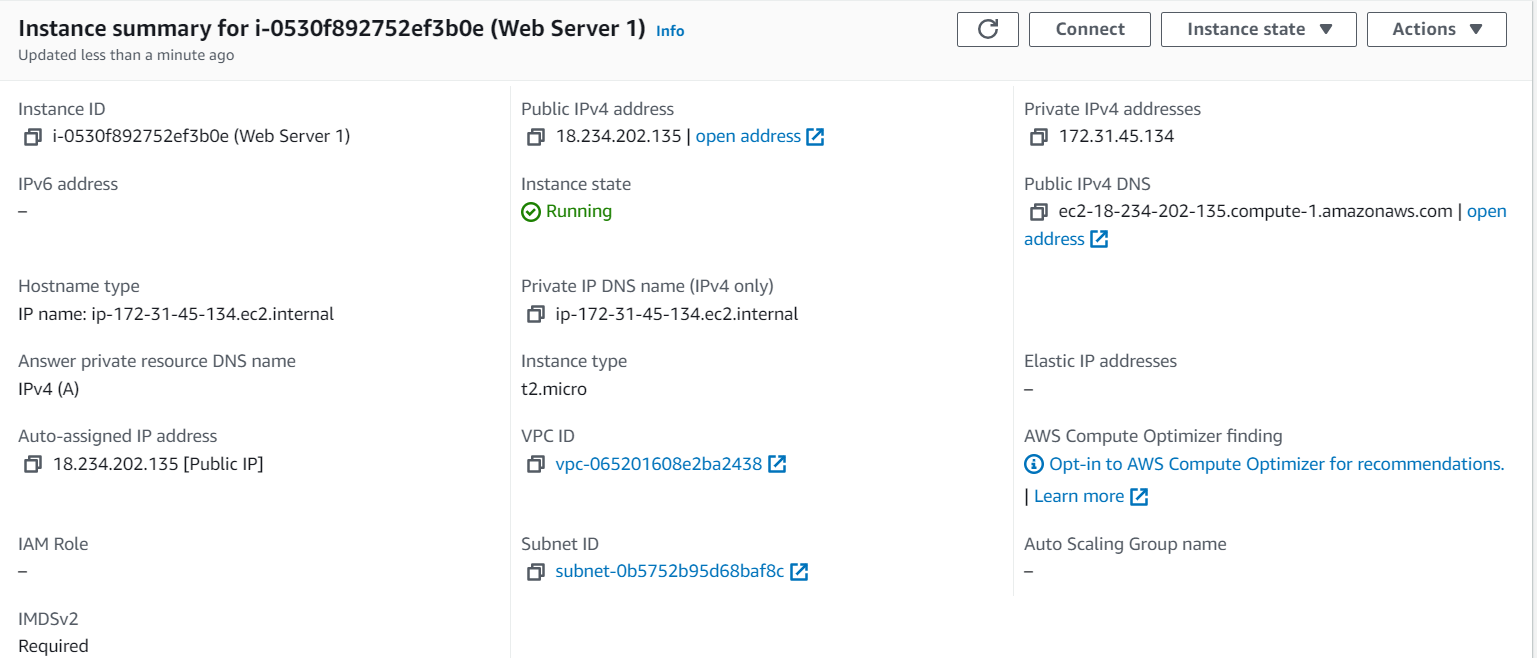 Instance summary for i-0530f892752ef3b0e (Web Server 1) Info
Updated less than a minute ago
Connect
Instance state
Actions
Instance ID
i-0530f892752ef3b0e (Web Server 1)
Public IPv4 address
18.234.202.135 | open address
Private IPv4 addresses
172.31.45.134
IPv6 address
–
Instance state
Running
Public IPv4 DNS
ec2-18-234-202-135.compute-1.amazonaws.com | open
address
Hostname type
IP name: ip-172-31-45-134.ec2.internal
Private IP DNS name (IPv4 only)
ip-172-31-45-134.ec2.internal
Answer private resource DNS name
IPv4 (A)
Instance type
t2.micro
Elastic IP addresses
–
Auto-assigned IP address
18.234.202.135 [Public IP]
VPC ID
vpc-065201608e2ba2438
AWS Compute Optimizer finding
Opt-in to AWS Compute Optimizer for recommendations.
| Learn more
IAM Role
–
Subnet ID
subnet-0b5752b95d68baf8c
Auto Scaling Group name
–
IMDSv2
Required